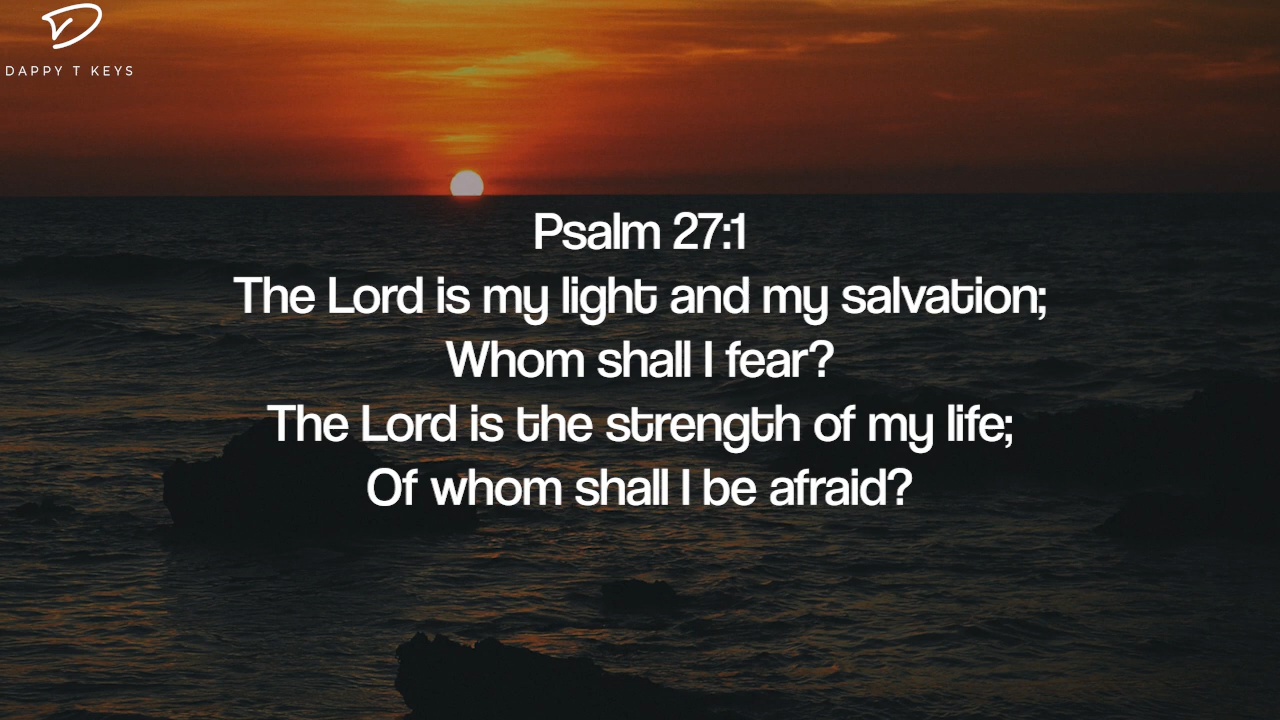 DAPPY T KEYS
Psalm 27:1
The Lord is my light and my salvation;
Whom shall I fear?
The Lord is the strength of my life;
Of whom shall I be afraid?